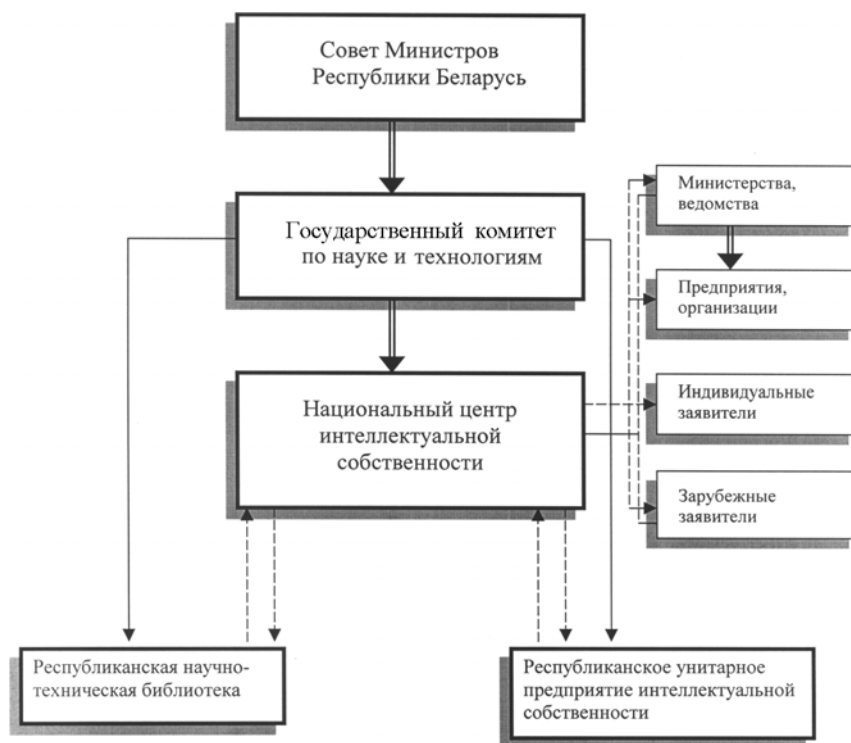 Совет Министров
Республики Беларусь
Государственный комитет
по науке и технологиям
Национальный центр
интеллектуальной
собственности
Министерства,
ведомства
Предприятия,
организации
Индивидуальные
заявители
Зарубежные
заявители
Республиканская научно-
техническая библиотека
Республиканское унитарное
предприятие интеллектуальной
собственности